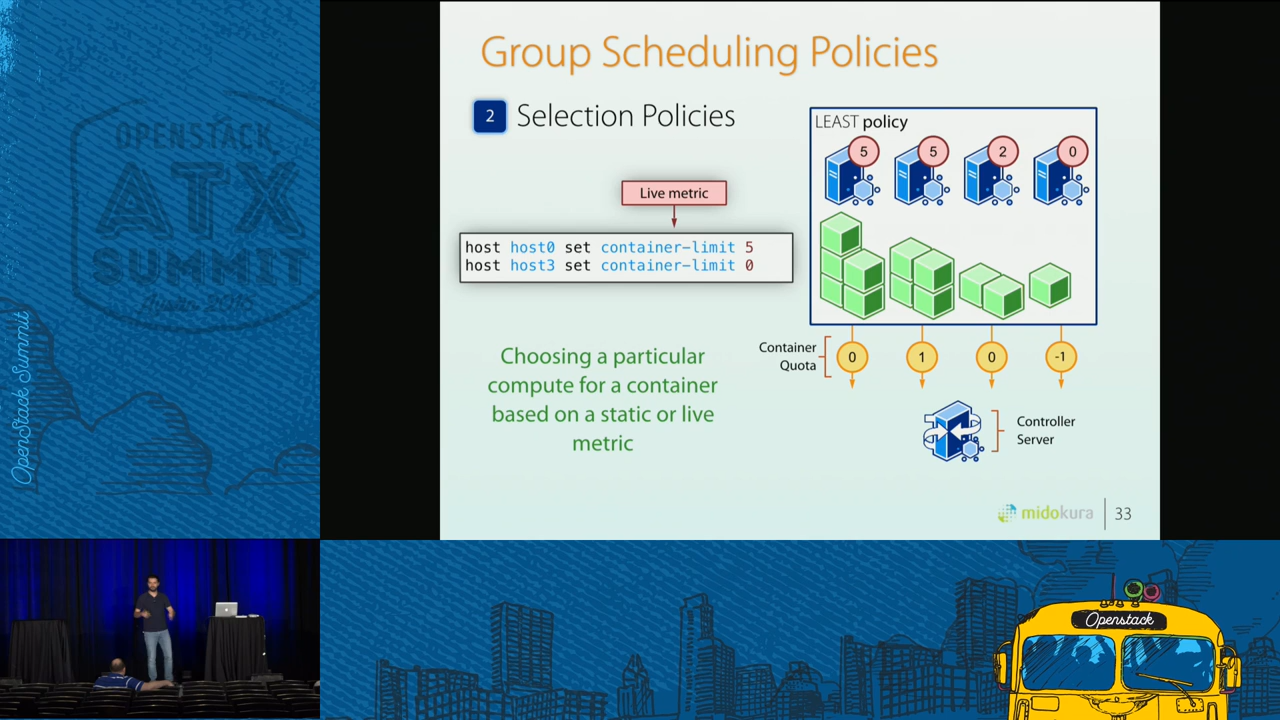 Group Scheduling Policies
2 Selection Policies
LEAST policy
5 5 2 0
Live metric
host host0 set container-limit 5
host host3 set container-limit 0
Choosing a particular
compute for a container
based on a static or live
metric
Container
Quota
0 1 0 -1
Controller
Server
midokura 33
OPENSTACK
ATX
SUMMIT
Austin 2016
OpenStack Summit
Openstack